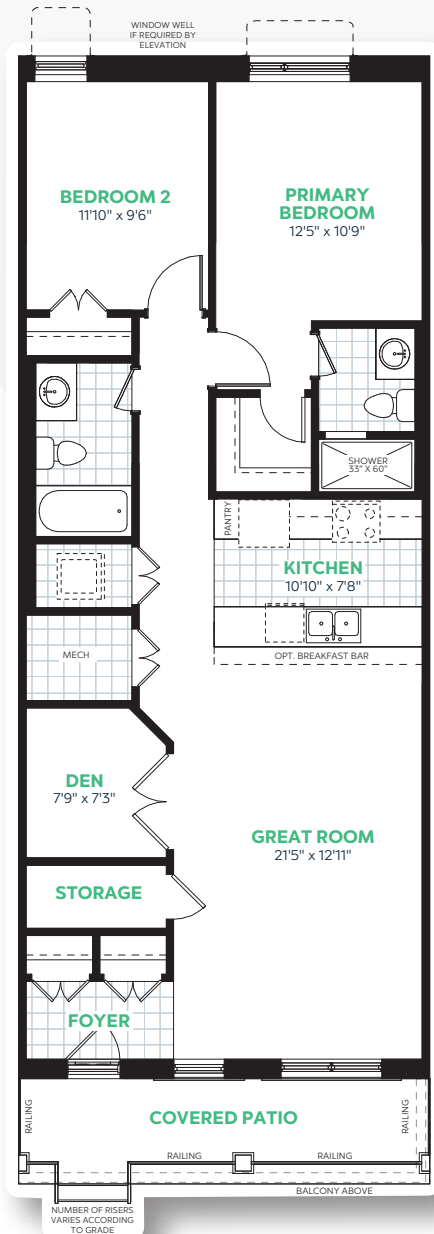 WINDOW WELL
IF REQUIRED BY
ELEVATION
BEDROOM 2
11'10" x 9'6"
PRIMARY
BEDROOM
12'5" x 10'9"
SHOWER
33" X 60"
PANTRY
KITCHEN
10'10" x 7'8"
OPT. BREAKFAST BAR
MECH
DEN
7'9" x 7'3"
GREAT ROOM
21'5" x 12'11"
STORAGE
FOYER
COVERED PATIO
RAILING
RAILING
RAILING
RAILING
BALCONY ABOVE
NUMBER OF RISERS
VARIES ACCORDING
TO GRADE